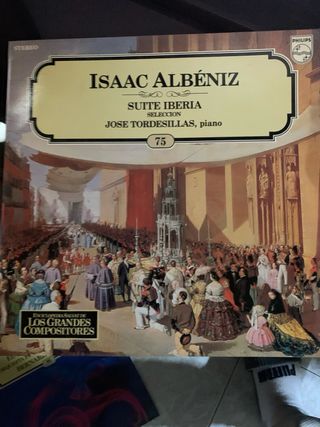 STEREO
PHILIPS
ISAAC ALBÉNIZ
SUITE IBERIA
SELECCION
JOSE TORDESILLAS, piano
75
ENCICLOPEDIA SALVAT DE
LOS GRANDES
COMPOSITORES